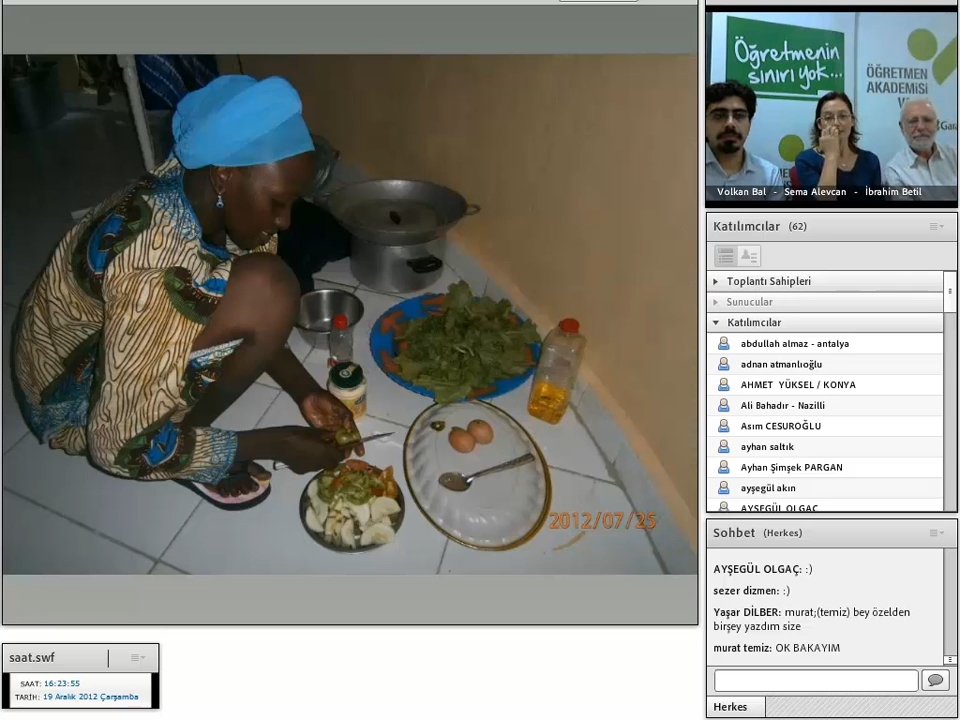 2012/07/25
Öğretmenin
sınırı yok...
ÖĞRETMEN
AKADEMİSİ
Volkan Bal - Sema Alevcan - İbrahim Betil
Katılımcılar (62)
Toplantı Sahipleri
Sunucular
Katılımcılar
abdullah almaz - antalya
adnan atmanlıoğlu
AHMET YÜKSEL / KONYA
Ali Bahadır - Nazilli
Asım CESUROĞLU
ayhan saltık
Ayhan Şimşek PARGAN
ayşegül akın
AYŞEGÜL OLGAÇ
Sohbet (Herkes)
AYŞEGÜL OLGAÇ: :)
sezer dizmen: :)
Yaşar DİLBER: murat;(temiz) bey özelden
birşey yazdım size
murat temiz: OK BAKAYIM
Herkes
saat.swf
SAAT: 16:23:55
TARİH: 19 Aralık 2012 Çarşamba